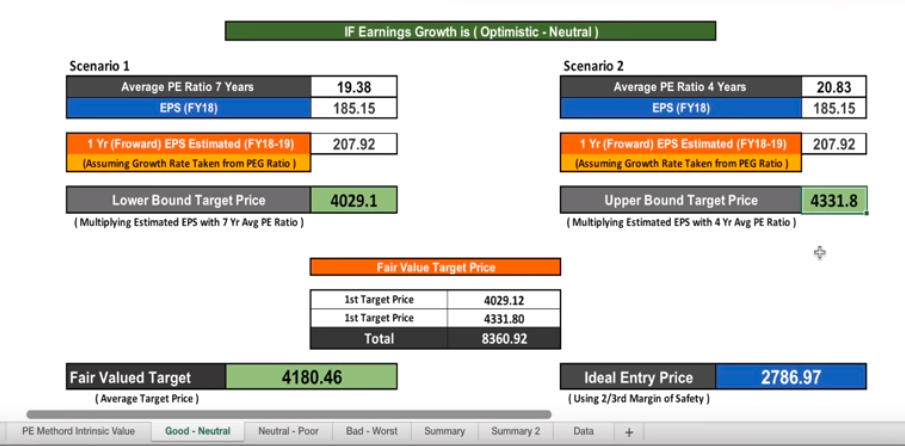 IF Earnings Growth is ( Optimistic - Neutral )
Scenario 1
Average PE Ratio 7 Years 19.38
EPS (FY18) 185.15
1 Yr (Froward) EPS Estimated (FY18-19) 207.92
(Assuming Growth Rate Taken from PEG Ratio )
Lower Bound Target Price 4029.1
( Multiplying Estimated EPS with 7 Yr Avg PE Ratio )
Scenario 2
Average PE Ratio 4 Years 20.83
EPS (FY18) 185.15
1 Yr (Froward) EPS Estimated (FY18-19) 207.92
(Assuming Growth Rate Taken from PEG Ratio )
Upper Bound Target Price 4331.8
( Multiplying Estimated EPS with 4 Yr Avg PE Ratio )
Fair Value Target Price
1st Target Price 4029.12
1st Target Price 4331.80
Total 8360.92
Fair Valued Target 4180.46
( Average Target Price )
Ideal Entry Price 2786.97
( Using 2/3rd Margin of Safety )
PE Methord Intrinsic Value Good - Neutral Neutral - Poor Bad - Worst Summary Summary 2 Data +